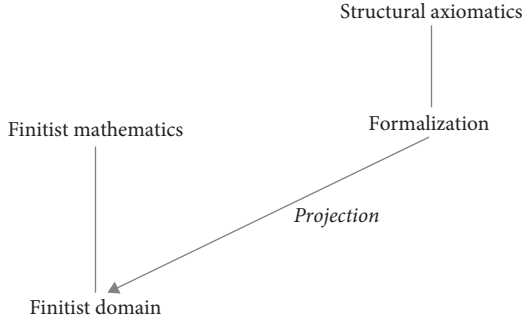 Structural axiomatics
Finitist mathematics
Formalization
Projection
Finitist domain